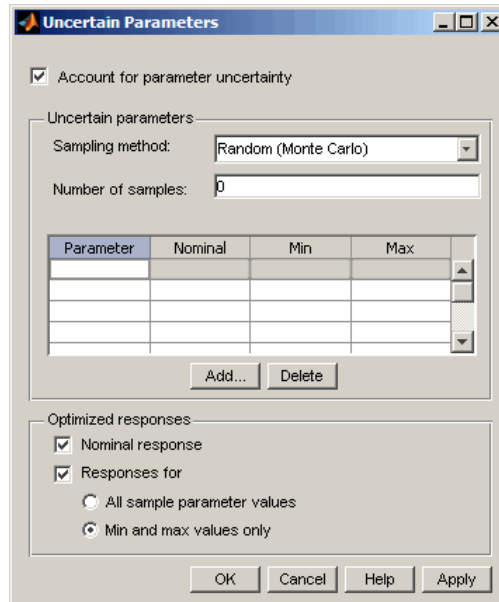 Uncertain Parameters
Account for parameter uncertainty
Uncertain parameters
Sampling method: Random (Monte Carlo)
Number of samples: 0
Parameter Nominal Min Max
Add... Delete
Optimized responses
Nominal response
Responses for
All sample parameter values
Min and max values only
OK Cancel Help Apply